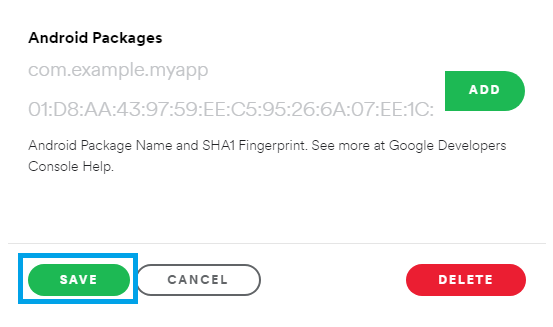 Android Packages
com.example.myapp
01:D8:AA:43:97:59:EE:C5:95:26:6A:07:EE:1C:
ADD
Android Package Name and SHA1 Fingerprint. See more at Google Developers
Console Help.
SAVE CANCEL DELETE